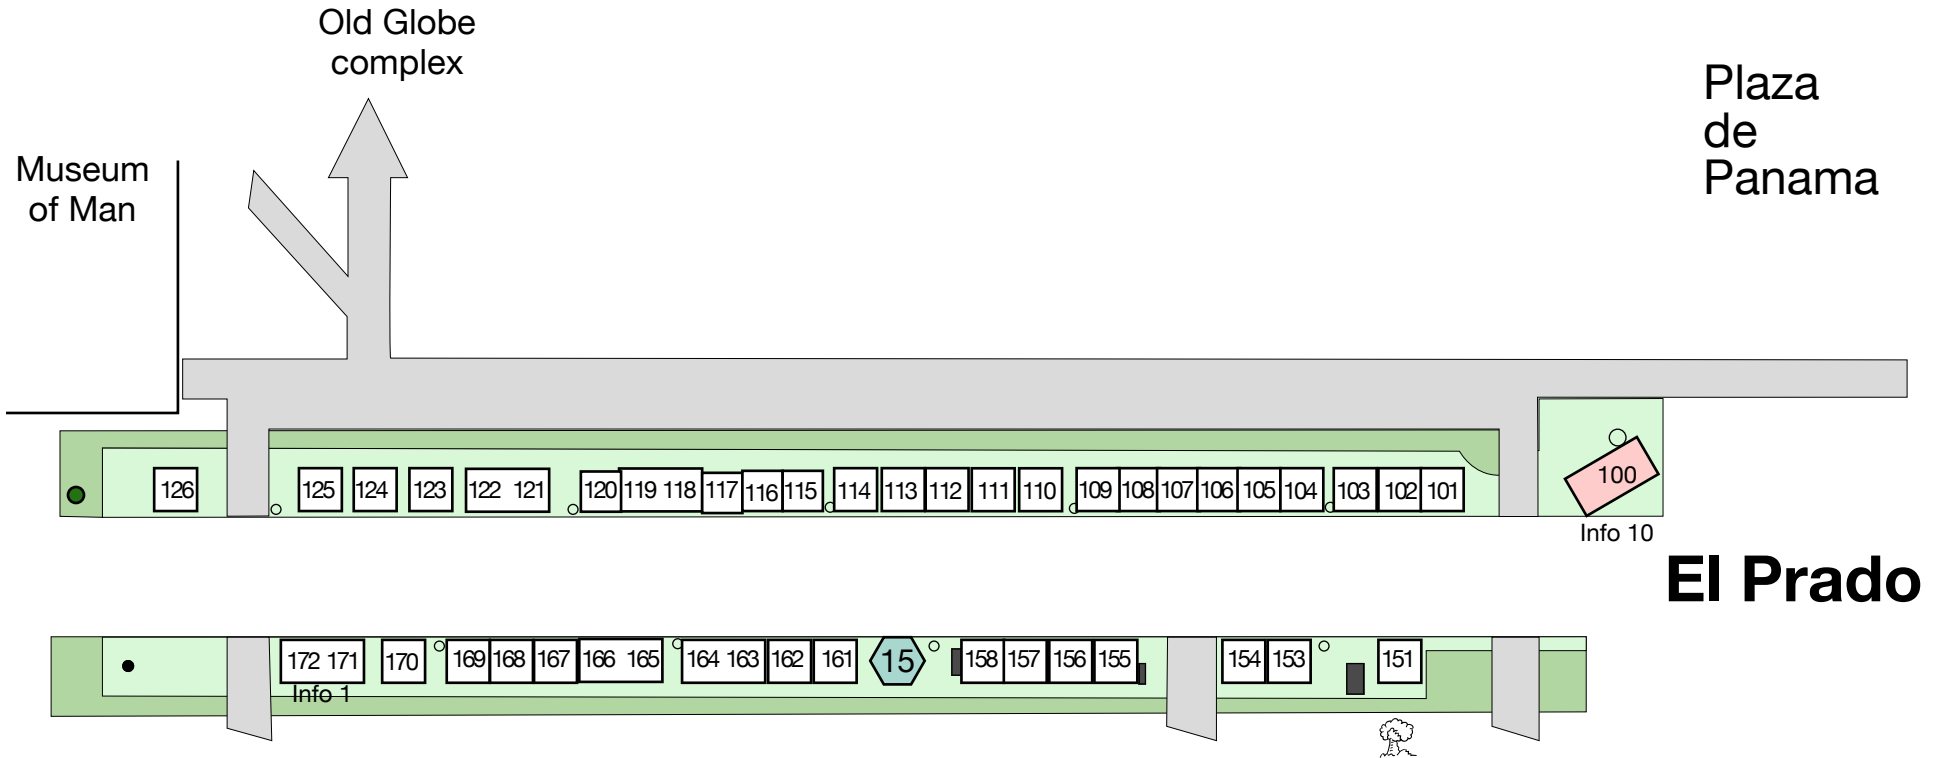 Old Globe
complex
Plaza
de
Panama
Museum
of Man
126 125 124 123 122 121 120 119 118 117 116 115 114 113 112 111 110 109 108 107 106 105 104 103 102 101 100
Info 10
El Prado
172 171 170 169 168 167 166 165 164 163 162 161 15 158 157 156 155 154 153 151
Info 1